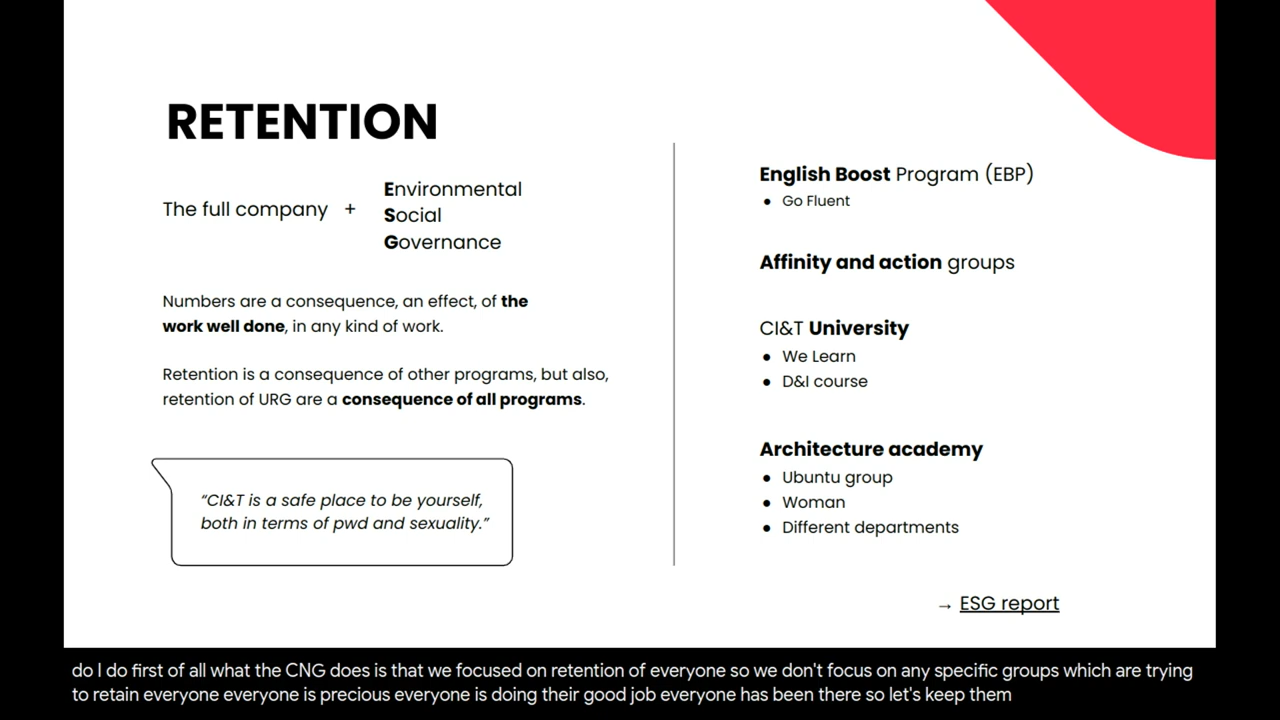 RETENTION
The full company +
Environmental
Social
Governance
Numbers are a consequence, an effect, of the
work well done, in any kind of work.
Retention is a consequence of other programs, but also,
retention of URG are a consequence of all programs.
“CI&T is a safe place to be yourself,
both in terms of pwd and sexuality.”
English Boost Program (EBP)
● Go Fluent
Affinity and action groups
CI&T University
● We Learn
● D&I course
Architecture academy
● Ubuntu group
● Woman
● Different departments
→ ESG report
do I do first of all what the CNG does is that we focused on retention of everyone so we don't focus on any specific groups which are trying
to retain everyone everyone is precious everyone is doing their good job everyone has been there so let's keep them